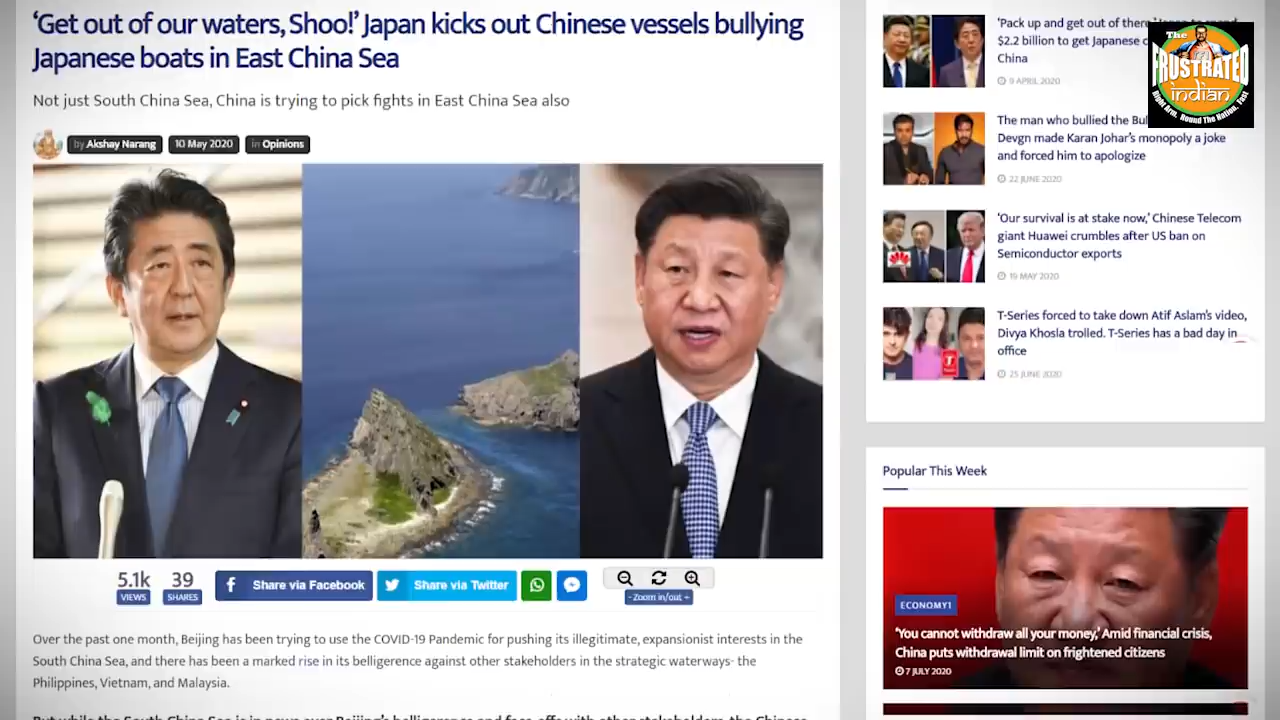 ‘Get out of our waters, Shoo!’ Japan kicks out Chinese vessels bullying
Japanese boats in East China Sea
Not just South China Sea, China is trying to pick fights in East China Sea also
by Akshay Narang
10 May 2020
in Opinions
5.1k
VIEWS
39
SHARES
Share via Facebook
Share via Twitter
- Zoom in/out +
Over the past one month, Beijing has been trying to use the COVID-19 Pandemic for pushing its illegitimate, expansionist interests in the
South China Sea, and there has been a marked rise in its belligerence against other stakeholders in the strategic waterways- the
Philippines, Vietnam, and Malaysia.
‘Pack up and get out of there,’
$2.2 billion to get Japanese
China
9 APRIL 2020
The man who bullied the
Devgn made Karan Johar’s monopoly a joke
and forced him to apologize
22 JUNE 2020
‘Our survival is at stake now,’ Chinese Telecom
giant Huawei crumbles after US ban on
Semiconductor exports
19 MAY 2020
T-Series forced to take down Atif Aslam’s video,
Divya Khosla trolled. T-Series has a bad day in
office
25 JUNE 2020
Popular This Week
ECONOMY1
‘You cannot withdraw all your money,’ Amid financial crisis,
China puts withdrawal limit on frightened citizens
7 JULY 2020
The
FRUSTRATED
indian
Right Arm. Round The Nation. Fast